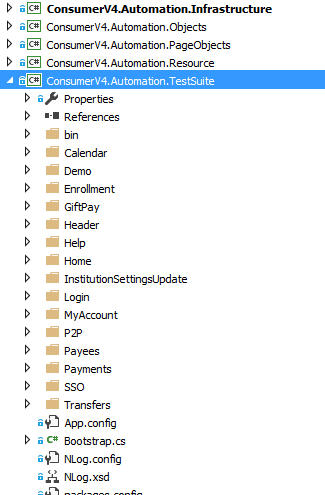 C# ConsumerV4.Automation.Infrastructure
C# ConsumerV4.Automation.Objects
C# ConsumerV4.Automation.PageObjects
C# ConsumerV4.Automation.Resource
C# ConsumerV4.Automation.TestSuite
Properties
References
bin
Calendar
Demo
Enrollment
GiftPay
Header
Help
Home
InstitutionSettingsUpdate
Login
MyAccount
P2P
Payees
Payments
SSO
Transfers
App.config
C# Bootstrap.cs
NLog.config
NLog.xsd
packages.config